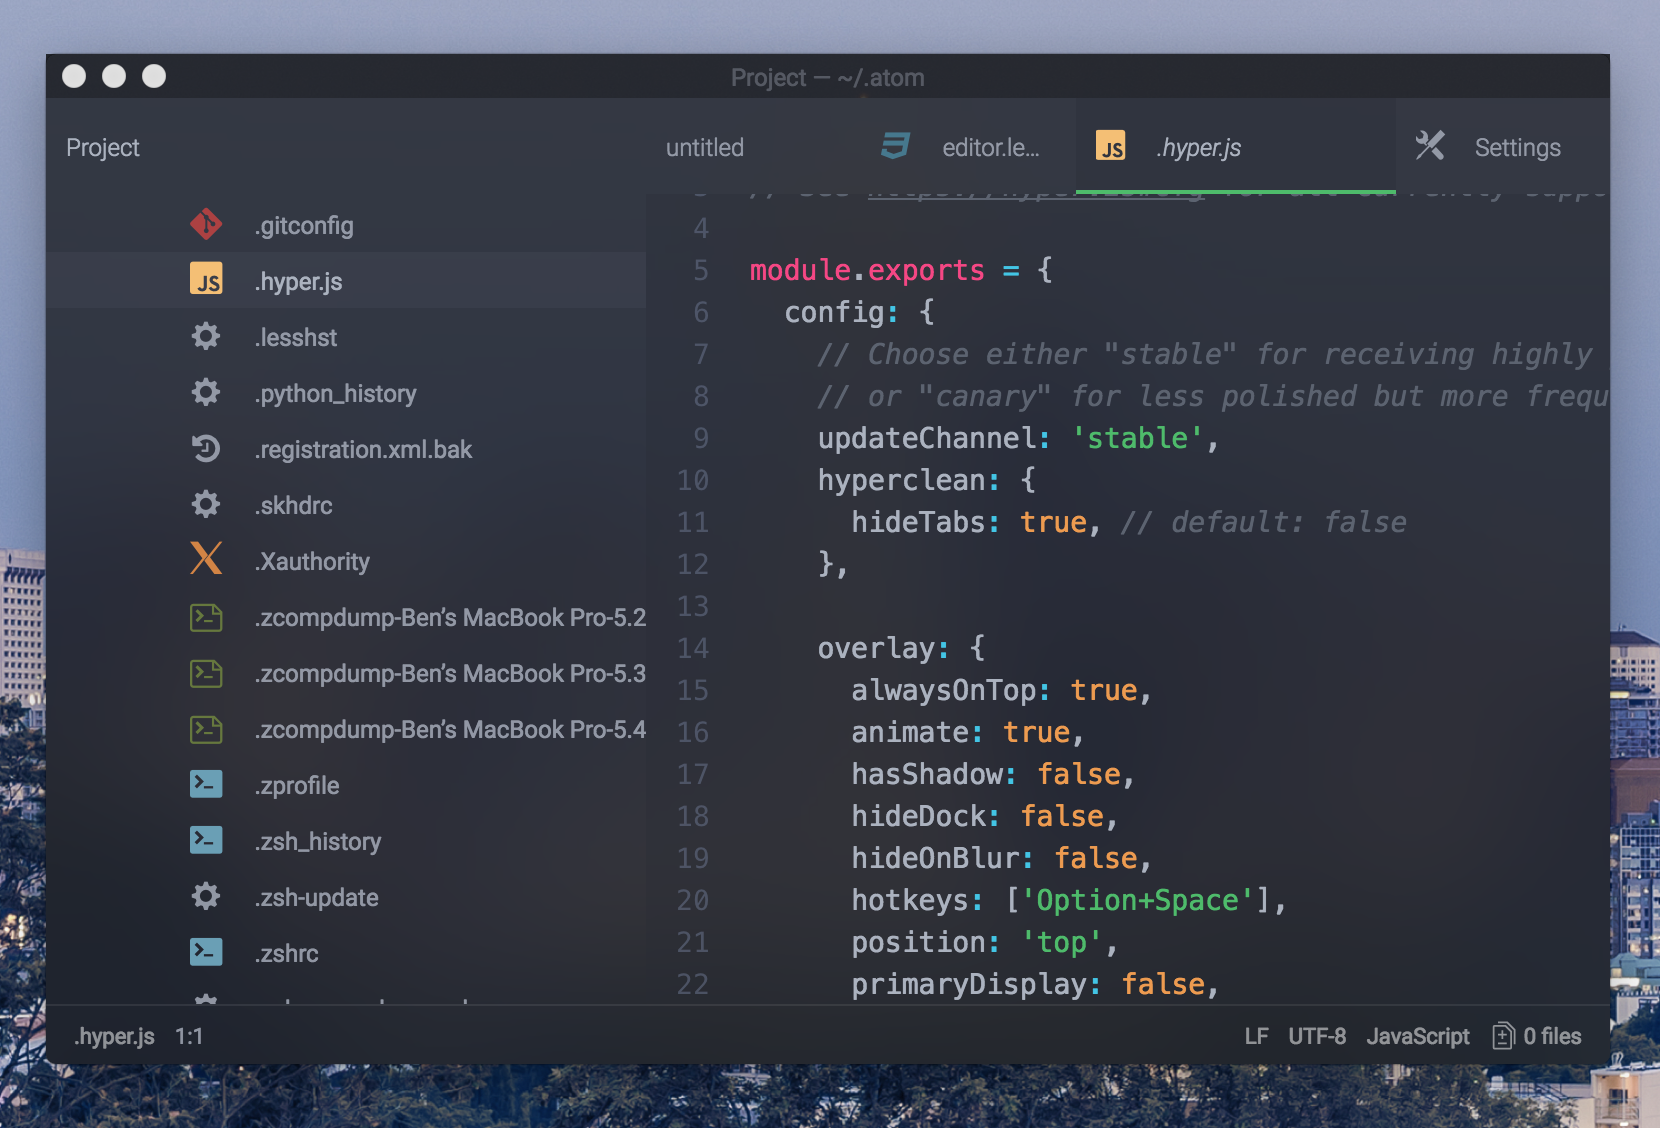 Project — ~/.atom
Project
untitled
editor.le...
JS
.hyper.js
Settings
.gitconfig
JS
.hyper.js
.lesshst
.python_history
.registration.xml.bak
.skhdrc
.Xauthority
.zcompdump-Ben’s MacBook Pro-5.2
.zcompdump-Ben’s MacBook Pro-5.3
.zcompdump-Ben’s MacBook Pro-5.4
.zprofile
.zsh_history
.zsh-update
.zshrc
4
5 module.exports = {
6 config: {
7 // Choose either "stable" for receiving highly
8 // or "canary" for less polished but more frequ
9 updateChannel: 'stable',
10 hyperclean: {
11 hideTabs: true, // default: false
12 },
13
14 overlay: {
15 alwaysOnTop: true,
16 animate: true,
17 hasShadow: false,
18 hideDock: false,
19 hideOnBlur: false,
20 hotkeys: ['Option+Space'],
21 position: 'top',
22 primaryDisplay: false,
.hyper.js 1:1
LF UTF-8 JavaScript 0 files